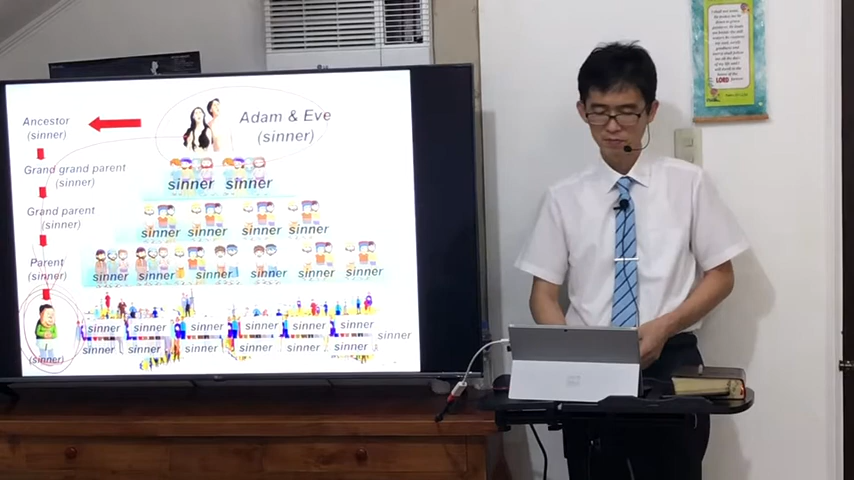 Ancestor
(sinner)
Adam & Eve
(sinner)
Grand grand parent
(sinner)
sinner sinner
Grand parent
(sinner)
sinner sinner sinner sinner
Parent
(sinner)
sinner sinner sinner sinner sinner sinner
sinner sinner sinner sinner sinner sinner
sinner
(sinner)
sinner sinner sinner sinner sinner sinner
LORD
LG